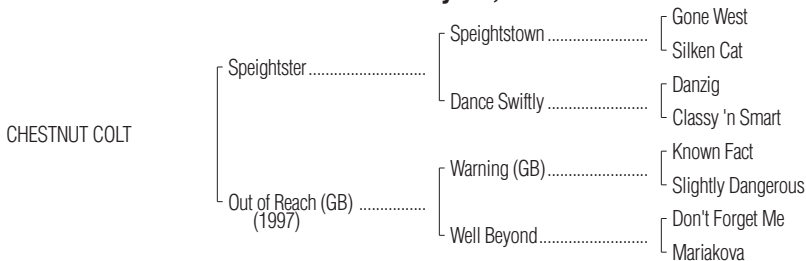 Gone West
Speightstown
Silken Cat
Speightster
Danzig
Dance Swiftly
Classy 'n Smart
CHESTNUT COLT
Known Fact
Warning (GB)
Slightly Dangerous
Out of Reach (GB)
(1997)
Don't Forget Me
Well Beyond
Mariakova